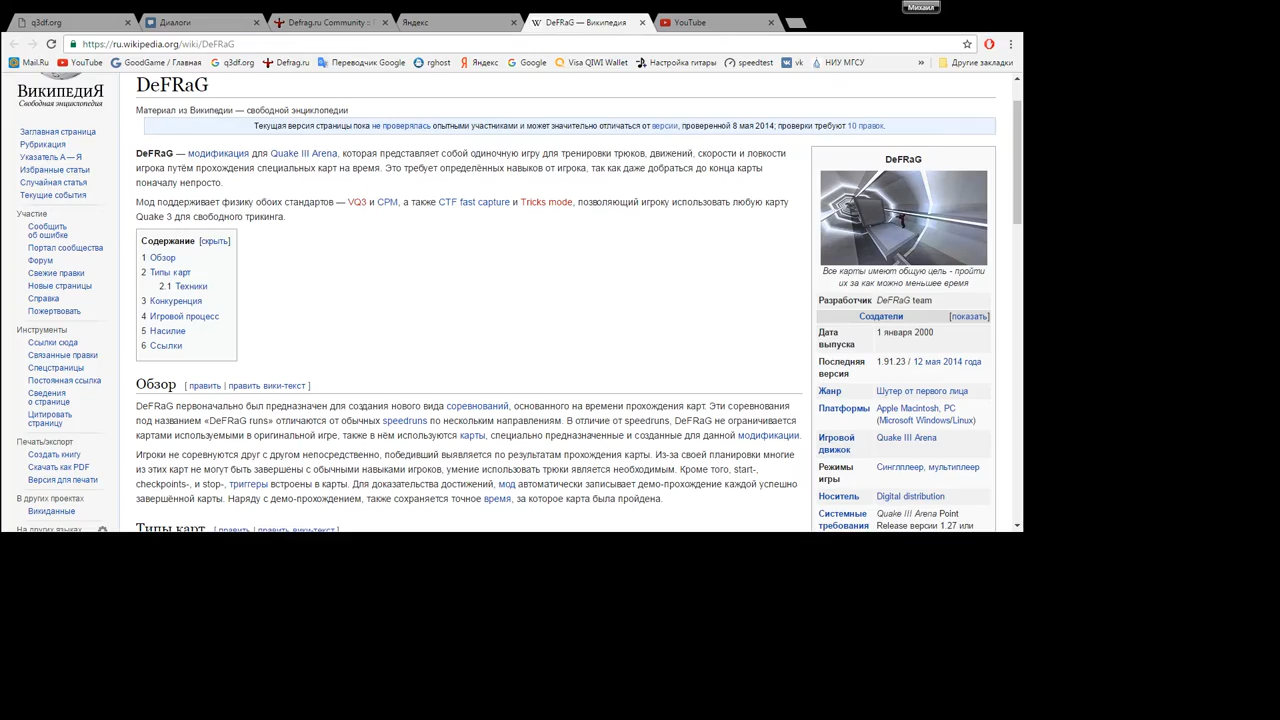 Михаил
q3df.org
Диалоги
Defrag.ru Community ::
Яндекс
DeFRaG — Википедия
YouTube
https://ru.wikipedia.org/wiki/DeFRaG
Mail.Ru
YouTube
GoodGame / Главная
q3df.org
Defrag.ru
Переводчик Google
rghost
Яндекс
Google
Visa QIWI Wallet
Настройка гитары
speedtest
vk
НИУ МГСУ
»
Другие закладки
ВикипедиЯ
Свободная энциклопедия
Заглавная страница
Рубрикация
Указатель А — Я
Избранные статьи
Случайная статья
Текущие события
Участие
Сообщить
об ошибке
Портал сообщества
Форум
Свежие правки
Новые страницы
Справка
Пожертвовать
Инструменты
Ссылки сюда
Связанные правки
Спецстраницы
Постоянная ссылка
Сведения
о странице
Цитировать
страницу
Печать/экспорт
Создать книгу
Скачать как PDF
Версия для печати
В других проектах
Викиданные
На других языках
DeFRaG
Материал из Википедии — свободной энциклопедии
Текущая версия страницы пока не проверялась опытными участниками и может значительно отличаться от версии, проверенной 8 мая 2014; проверки требуют 10 правок.
DeFRaG — модификация для Quake III Arena, которая представляет собой одиночную игру для тренировки трюков, движений, скорости и ловкости
игрока путём прохождения специальных карт на время. Это требует определённых навыков от игрока, так как даже добраться до конца карты
поначалу непросто.
Мод поддерживает физику обоих стандартов — VQ3 и CPM, а также CTF fast capture и Tricks mode, позволяющий игроку использовать любую карту
Quake 3 для свободного трикинга.
Содержание [скрыть]
1 Обзор
2 Типы карт
2.1 Техники
3 Конкуренция
4 Игровой процесс
5 Насилие
6 Ссылки
Обзор [ править | править вики-текст ]
DeFRaG первоначально был предназначен для создания нового вида соревнований, основанного на времени прохождения карт. Эти соревнования
под названием «DeFRaG runs» отличаются от обычных speedruns по нескольким направлениям. В отличие от speedruns, DeFRaG не ограничивается
картами используемыми в оригинальной игре, также в нём используются карты, специально предназначенные и созданные для данной модификации.
Игроки не соревнуются друг с другом непосредственно, победивший выявляется по результатам прохождения карты. Из-за своей планировки многие
из этих карт не могут быть завершены с обычными навыками игроков, умение использовать трюки является необходимым. Кроме того, start-,
checkpoints-, и stop-, триггеры встроены в карты. Для доказательства достижений, мод автоматически записывает демо-прохождение каждой успешно
завершённой карты. Наряду с демо-прохождением, также сохраняется точное время, за которое карта была пройдена.
Типы карт [ править | править вики-текст ]
DeFRaG
Все карты имеют общую цель - пройти
их за как можно меньшее время
Разработчик DeFRaG team
Создатели [показать]
Дата
выпуска
1 января 2000
Последняя
версия
1.91.23 / 12 мая 2014 года
Жанр Шутер от первого лица
Платформы Apple Macintosh, PC
(Microsoft Windows/Linux)
Игровой
движок
Quake III Arena
Режимы
игры
Синглплеер, мультиплеер
Носитель Digital distribution
Системные
требования
Quake III Arena Point
Release версии 1.27 или